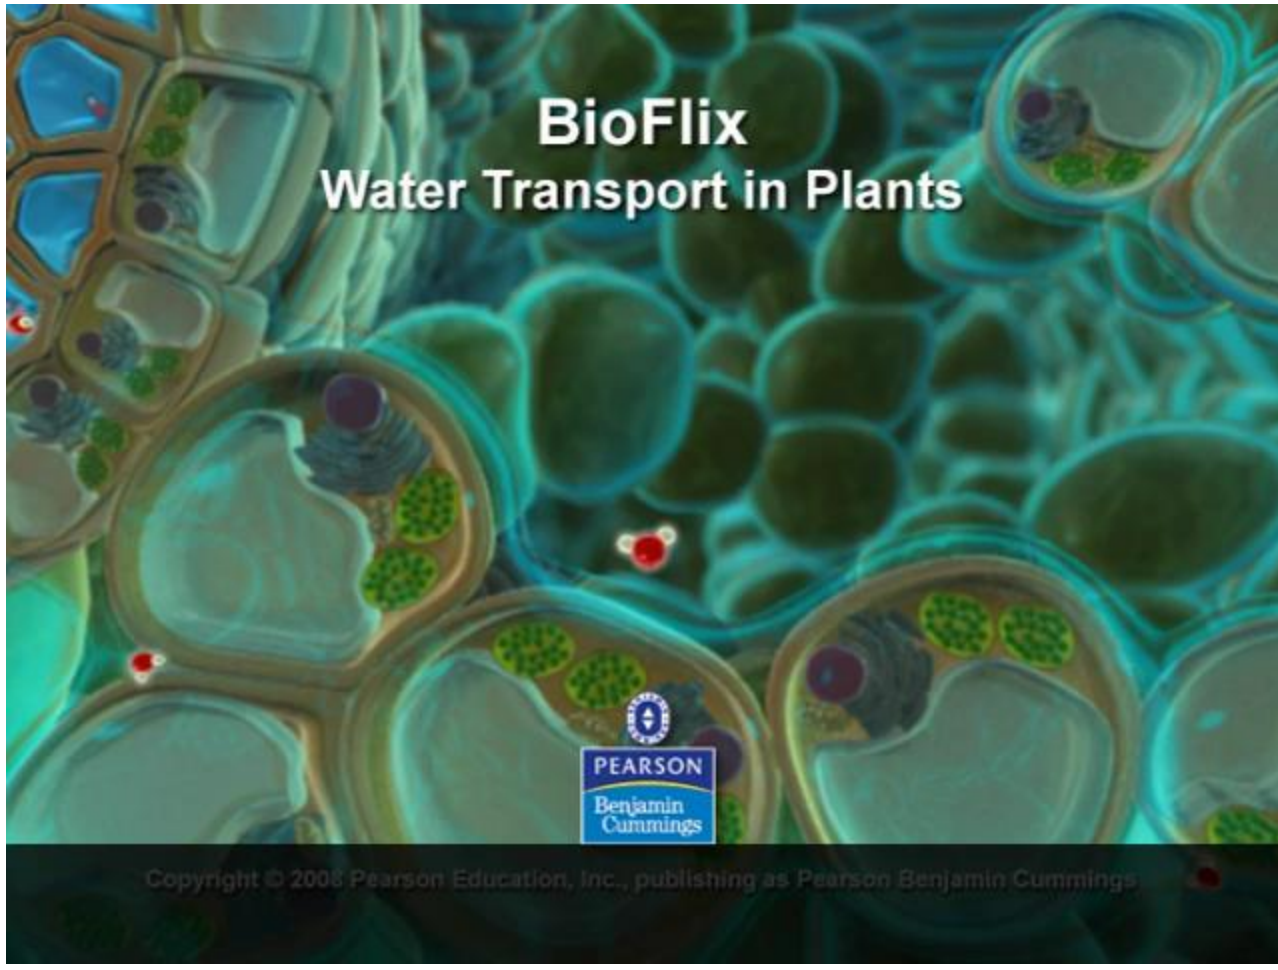 BioFlix
Water Transport in Plants
PEARSON
Benjamin
Cummings
Copyright © 2008 Pearson Education, Inc., publishing as Pearson Benjamin Cummings